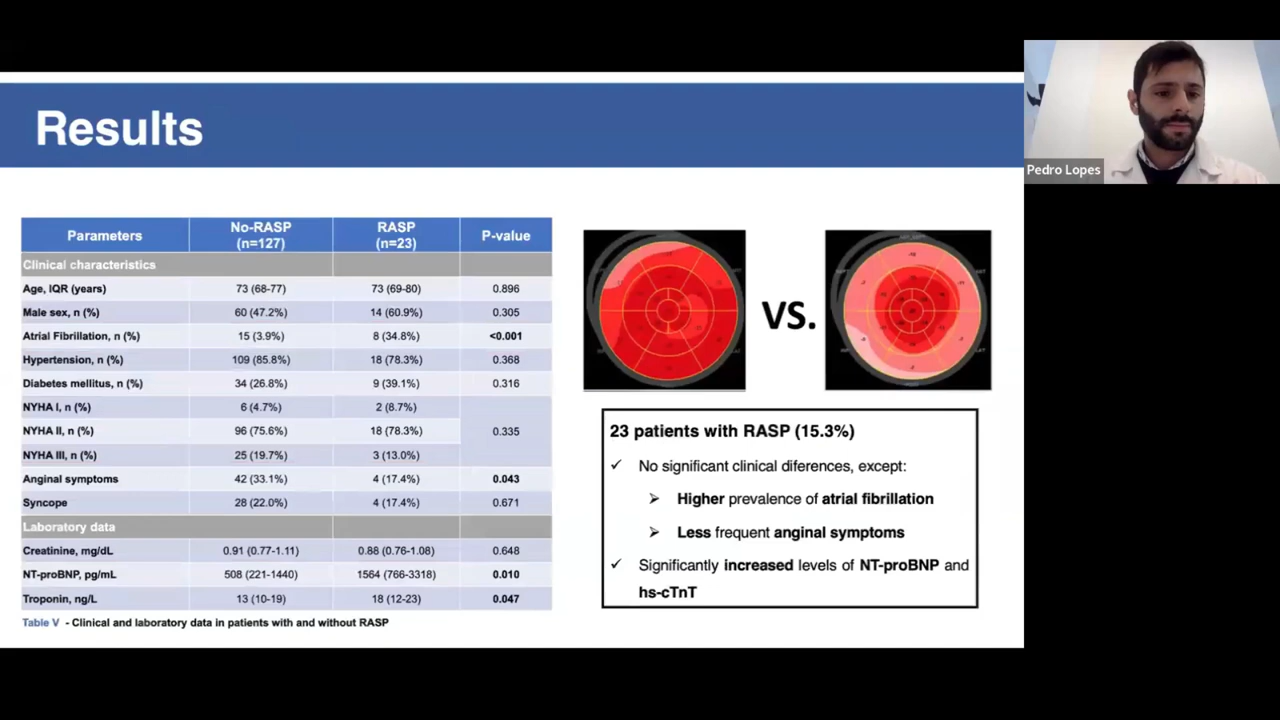 Results
Pedro Lopes
Parameters No-RASP (n=127) RASP (n=23) P-value
Clinical characteristics
Age, IQR (years) 73 (68-77) 73 (69-80) 0.896
Male sex, n (%) 60 (47.2%) 14 (60.9%) 0.305
Atrial Fibrillation, n (%) 15 (3.9%) 8 (34.8%) <0.001
Hypertension, n (%) 109 (85.8%) 18 (78.3%) 0.368
Diabetes mellitus, n (%) 34 (26.8%) 9 (39.1%) 0.316
NYHA I, n (%) 6 (4.7%) 2 (8.7%)
NYHA II, n (%) 96 (75.6%) 18 (78.3%) 0.335
NYHA III, n (%) 25 (19.7%) 3 (13.0%)
Anginal symptoms 42 (33.1%) 4 (17.4%) 0.043
Syncope 28 (22.0%) 4 (17.4%) 0.671
Laboratory data
Creatinine, mg/dL 0.91 (0.77-1.11) 0.88 (0.76-1.08) 0.648
NT-proBNP, pg/mL 508 (221-1440) 1564 (766-3318) 0.010
Troponin, ng/L 13 (10-19) 18 (12-23) 0.047
Table V - Clinical and laboratory data in patients with and without RASP
VS.
23 patients with RASP (15.3%)
✓ No significant clinical diferences, except:
➢ Higher prevalence of atrial fibrillation
➢ Less frequent anginal symptoms
✓ Significantly increased levels of NT-proBNP and
hs-cTnT